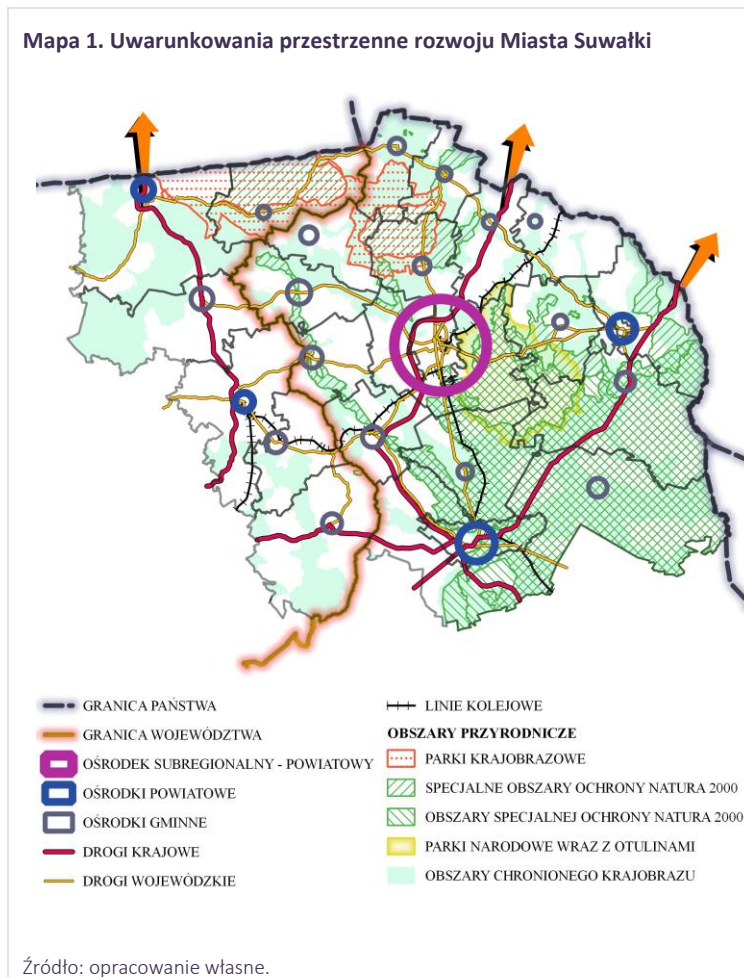 Mapa 1. Uwarunkowania przestrzenne rozwoju Miasta Suwałki
GRANICA PAŃSTWA
GRANICA WOJEWÓDZTWA
OŚRODEK SUBREGIONALNY - POWIATOWY
OŚRODKI POWIATOWE
OŚRODKI GMINNE
DROGI KRAJOWE
DROGI WOJEWÓDZKIE
LINIE KOLEJOWE
OBSZARY PRZYRODNICZE
PARKI KRAJOBRAZOWE
SPECJALNE OBSZARY OCHRONY NATURA 2000
OBSZARY SPECJALNEJ OCHRONY NATURA 2000
PARKI NARODOWE WRAZ Z OTULINAMI
OBSZARY CHRONIONEGO KRAJOBRAZU
Źródło: opracowanie własne.